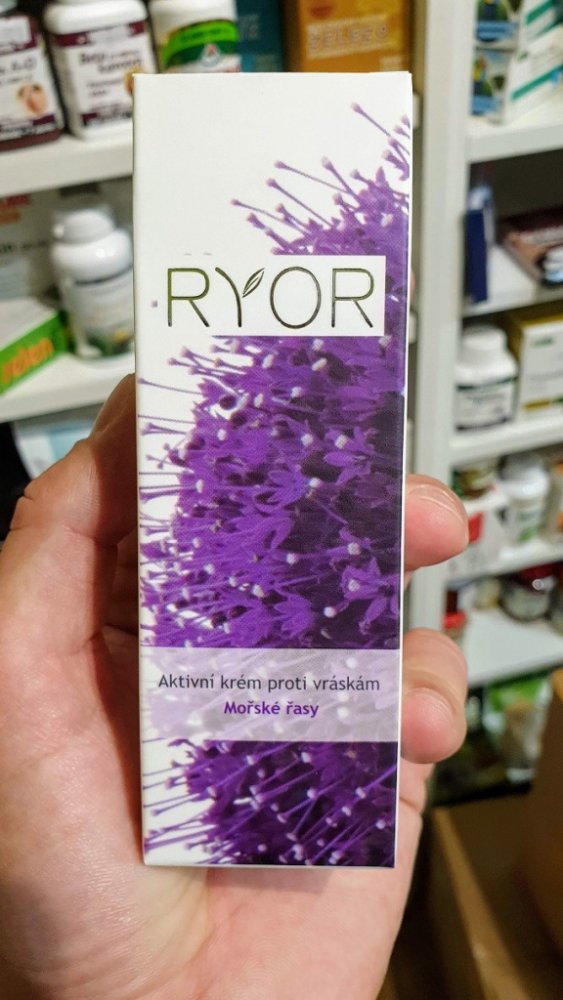 RYOR
Aktivní krém proti vráskám
Mořské řasy